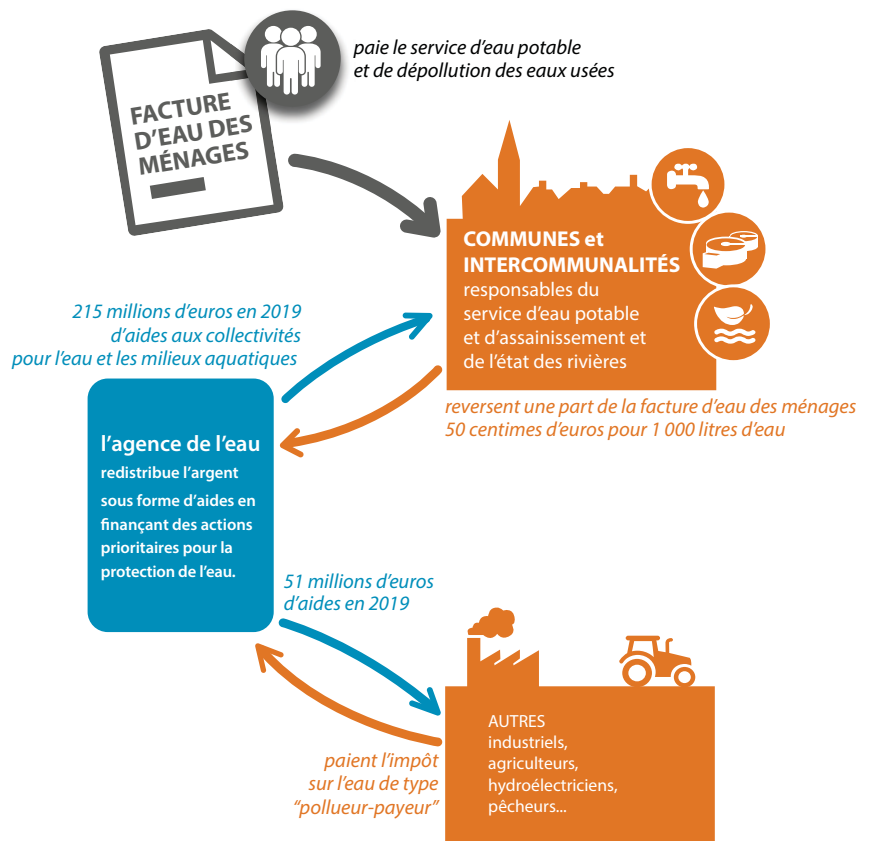 paie le service d'eau potable
et de dépollution des eaux usées
FACTURE
D'EAU DES
MÉNAGES
COMMUNES et
INTERCOMMUNALITÉS
responsables du
service d'eau potable
et d'assainissement et
de l'état des rivières
215 millions d'euros en 2019
d'aides aux collectivités
pour l'eau et les milieux aquatiques
reversent une part de la facture d'eau des ménages
50 centimes d'euros pour 1 000 litres d'eau
l'agence de l'eau
redistribue l'argent
sous forme d'aides en
finançant des actions
prioritaires pour la
protection de l'eau.
51 millions d'euros
d'aides en 2019
paient l'impôt
sur l'eau de type
"pollueur-payeur"
AUTRES
industriels,
agriculteurs,
hydroélectriciens,
pêcheurs...